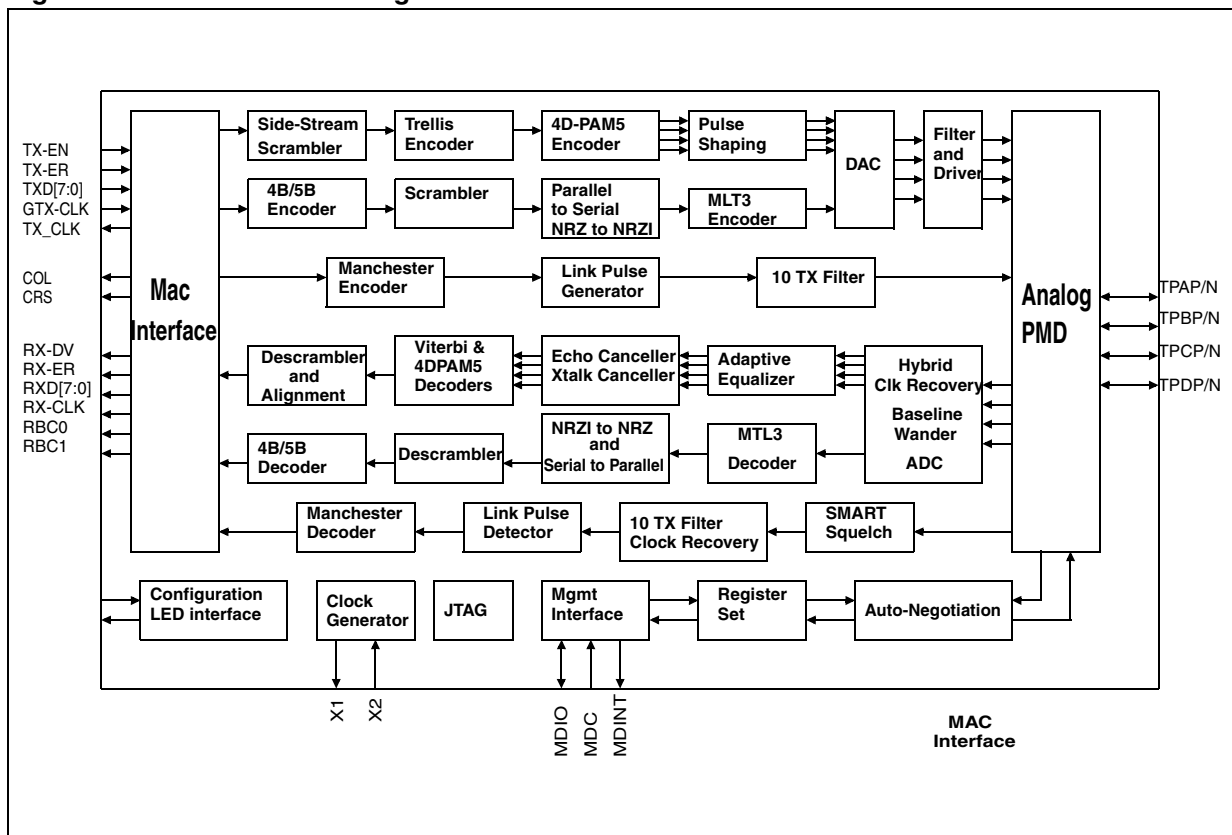 Side-Stream
Scrambler
Trellis
Encoder
4D-PAM5
Encoder
Pulse
Shaping
DAC
Filter
and
Driver
TX-EN
TX-ER
TXD[7:0]
GTX-CLK
TX_CLK
4B/5B
Encoder
Scrambler
Parallel
to Serial
NRZ to NRZI
MLT3
Encoder
COL
CRS
Mac
Interface
Manchester
Encoder
Link Pulse
Generator
10 TX Filter
Analog
PMD
TPAP/N
TPBP/N
TPCP/N
TPDP/N
RX-DV
RX-ER
RXD[7:0]
RX-CLK
RBC0
RBC1
Descrambler
and
Alignment
Viterbi &
4DPAM5
Decoders
Echo Canceller
Xtalk Canceller
Adaptive
Equalizer
Hybrid
Clk Recovery
Baseline
Wander
ADC
4B/5B
Decoder
Descrambler
NRZI to NRZ
and
Serial to Parallel
MTL3
Decoder
Manchester
Decoder
Link Pulse
Detector
10 TX Filter
Clock Recovery
SMART
Squelch
Configuration
LED interface
Clock
Generator
JTAG
Mgmt
Interface
Register
Set
Auto-Negotiation
X1
X2
MDIO
MDC
MDINT
MAC
Interface